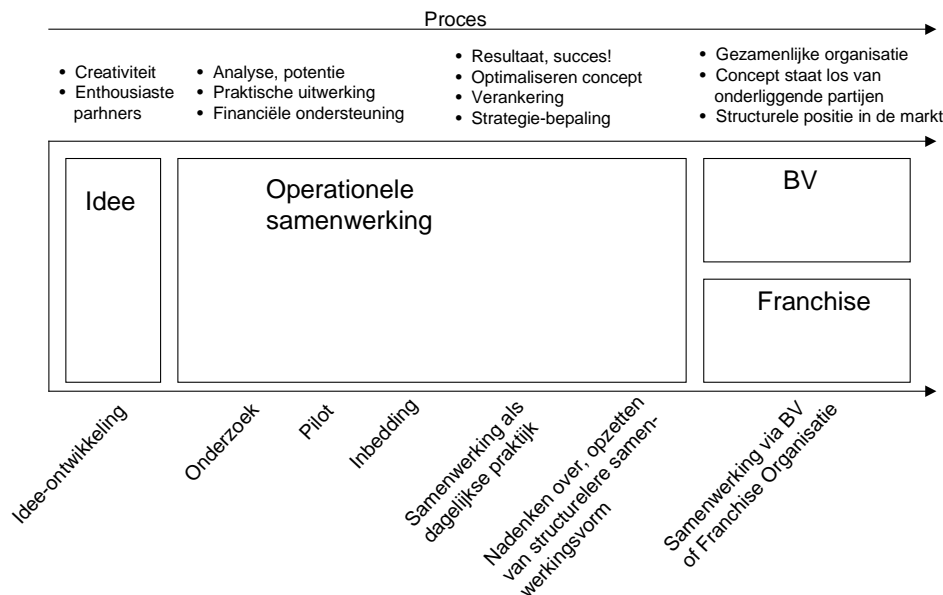 Proces
• Creativiteit
• Enthousiaste
parhners
• Analyse, potentie
• Praktische uitwerking
• Financiële ondersteuning
• Resultaat, succes!
• Optimaliseren concept
• Verankering
• Strategie-bepaling
• Gezamenlijke organisatie
• Concept staat los van
onderliggende partijen
• Structurele positie in de markt
Idee
Operationele
samenwerking
BV
Franchise
Idee-ontwikkeling
Onderzoek
Pilot
Inbedding
Samenwerking als
dagelijkse praktijk
Nadenken over, opzetten
van structurelere samen-
werkingsvorm
Samenwerking via BV
of Franchise Organisatie